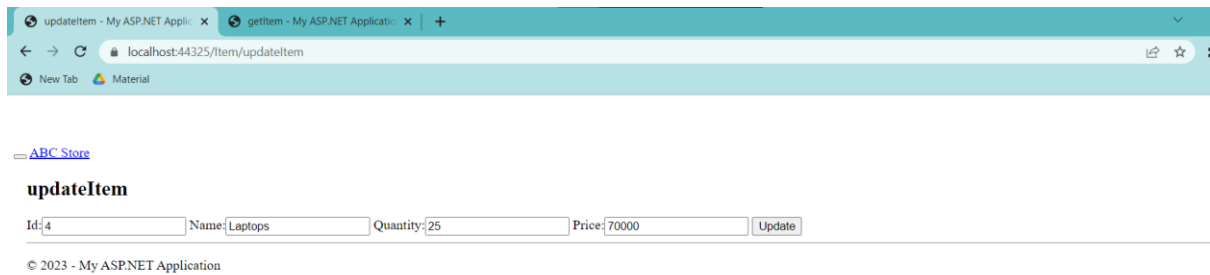 updateItem - My ASP.NET Applic getItem - My ASP.NET Applicatio
localhost:44325/Item/updateItem
New Tab Material
ABC Store
updateItem
Id: 4 Name: Laptops Quantity: 25 Price: 70000 Update
© 2023 - My ASP.NET Application